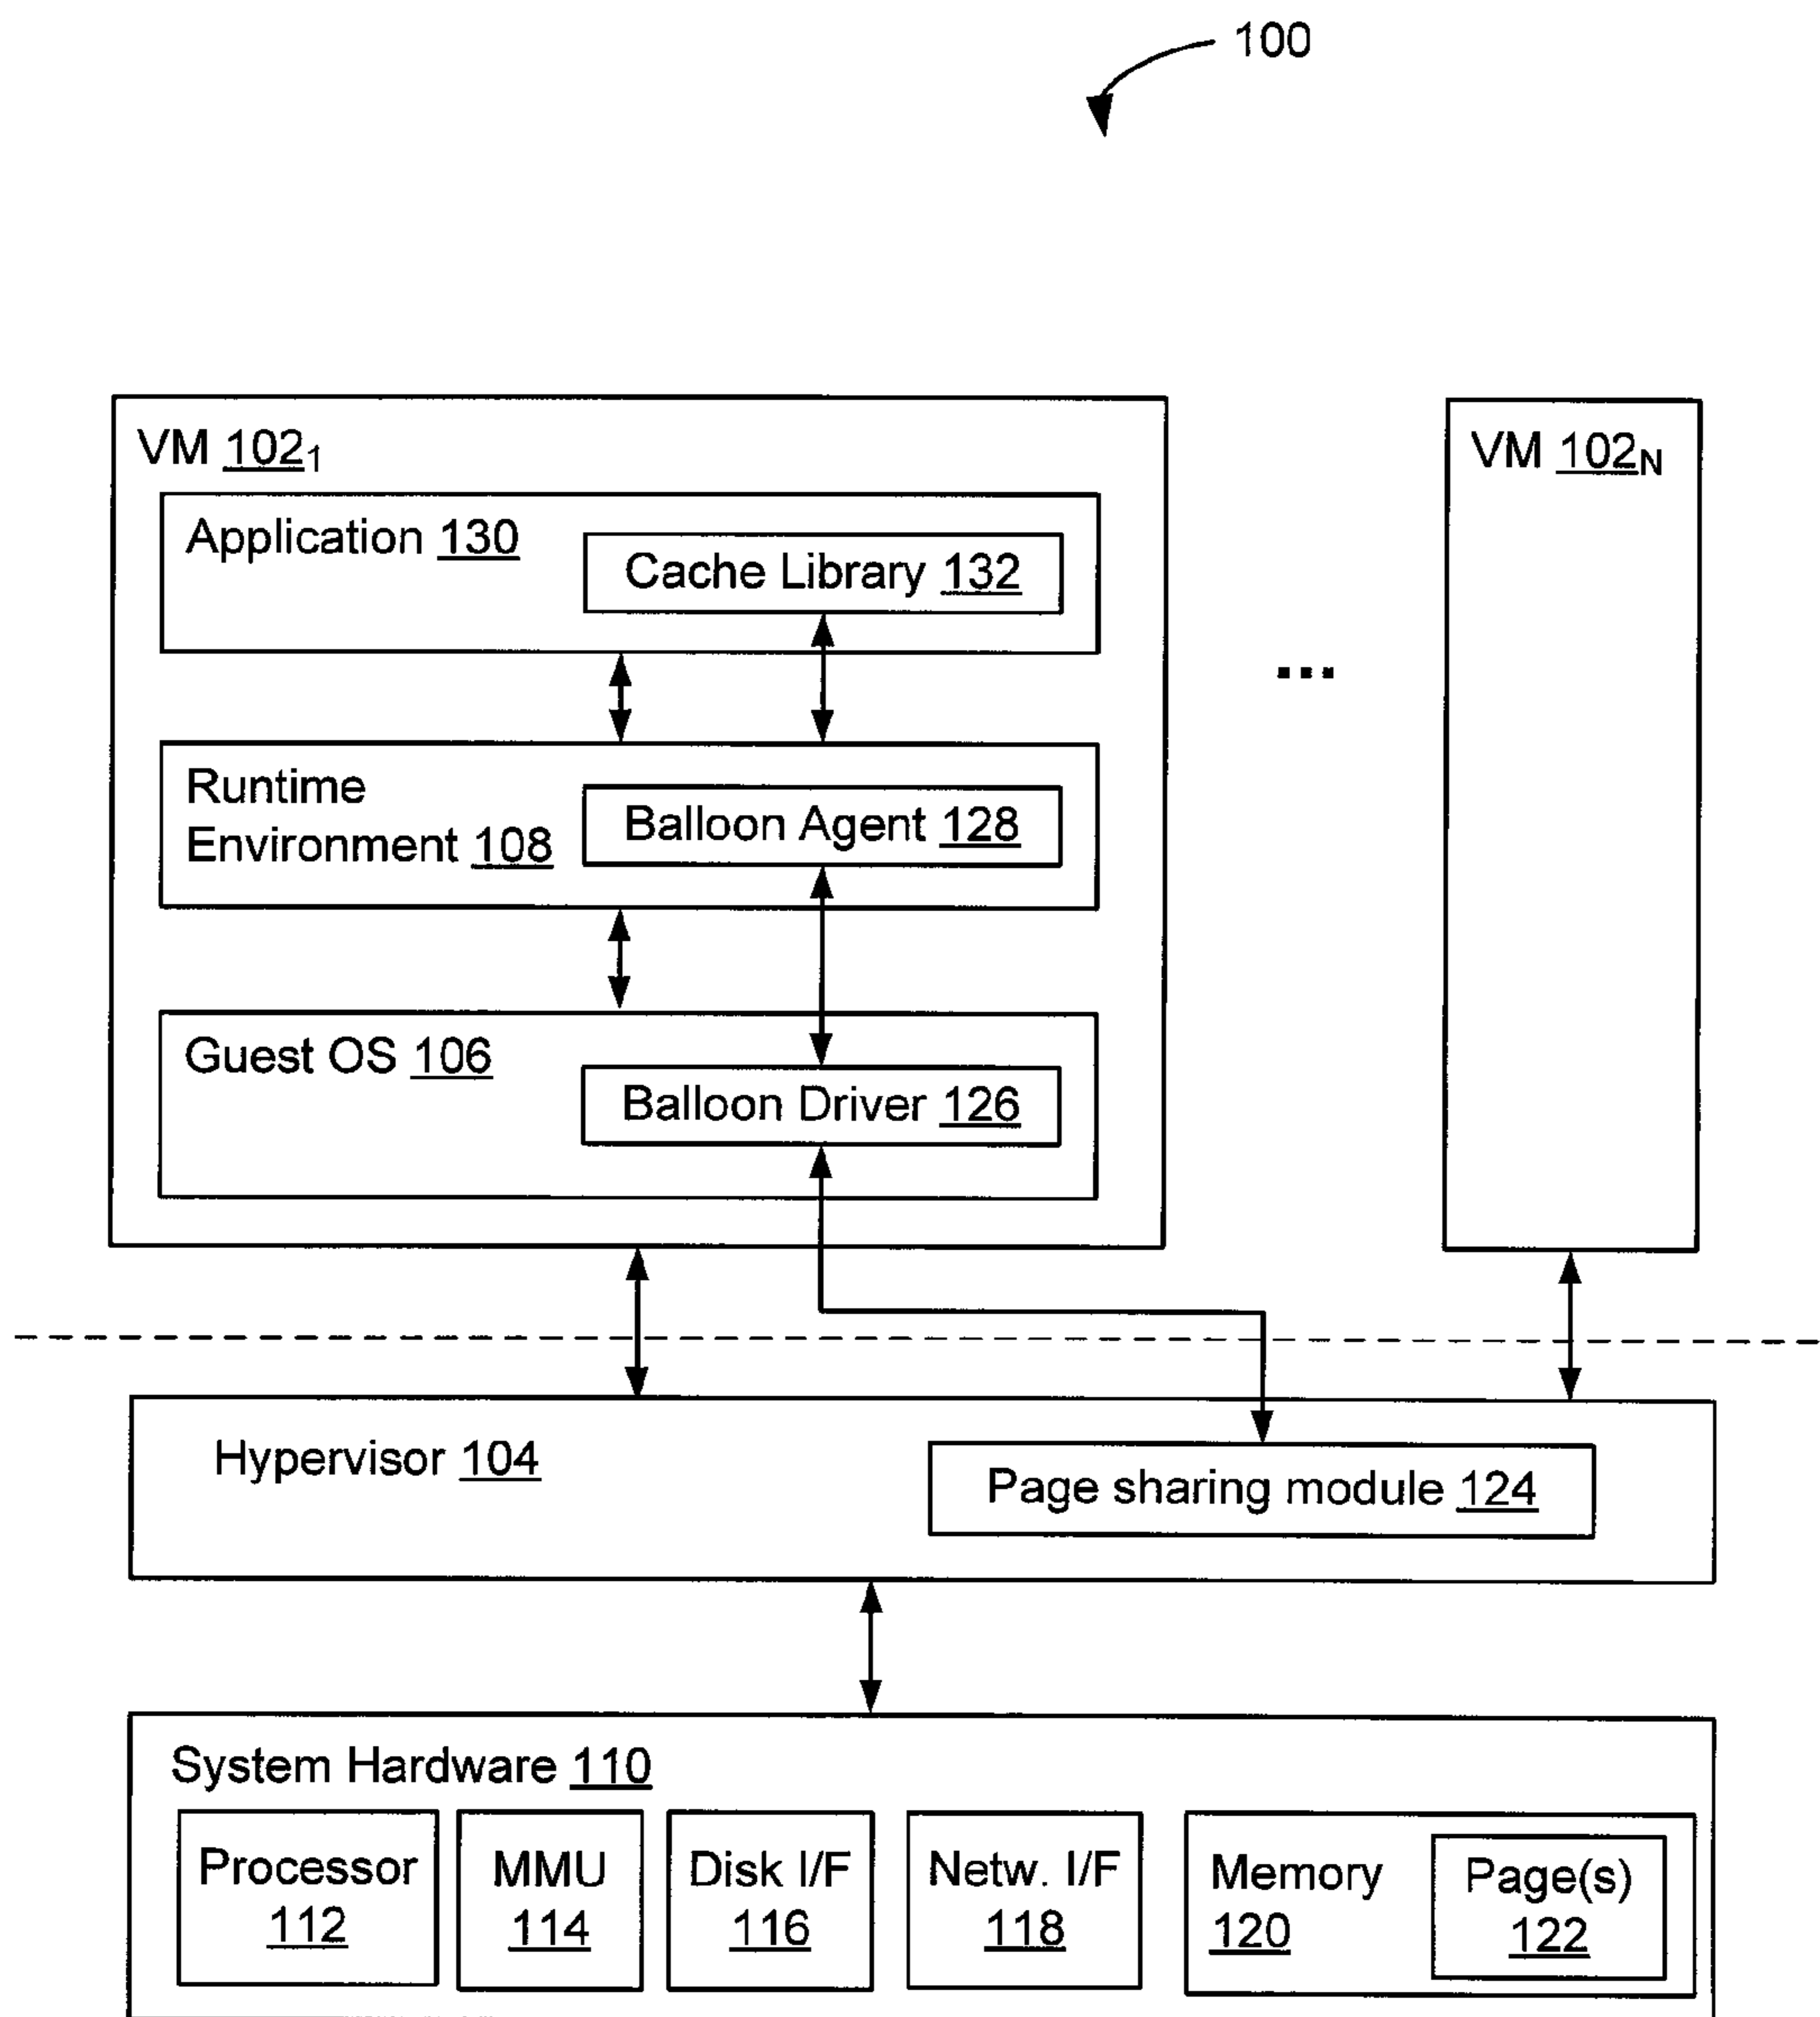 100
VM 102₁
Application 130
Cache Library 132
Runtime
Environment 108
Balloon Agent 128
Guest OS 106
Balloon Driver 126
...
VM 102ₙ
Hypervisor 104
Page sharing module 124
System Hardware 110
Processor
112
MMU
114
Disk I/F
116
Netw. I/F
118
Memory
120
Page(s)
122